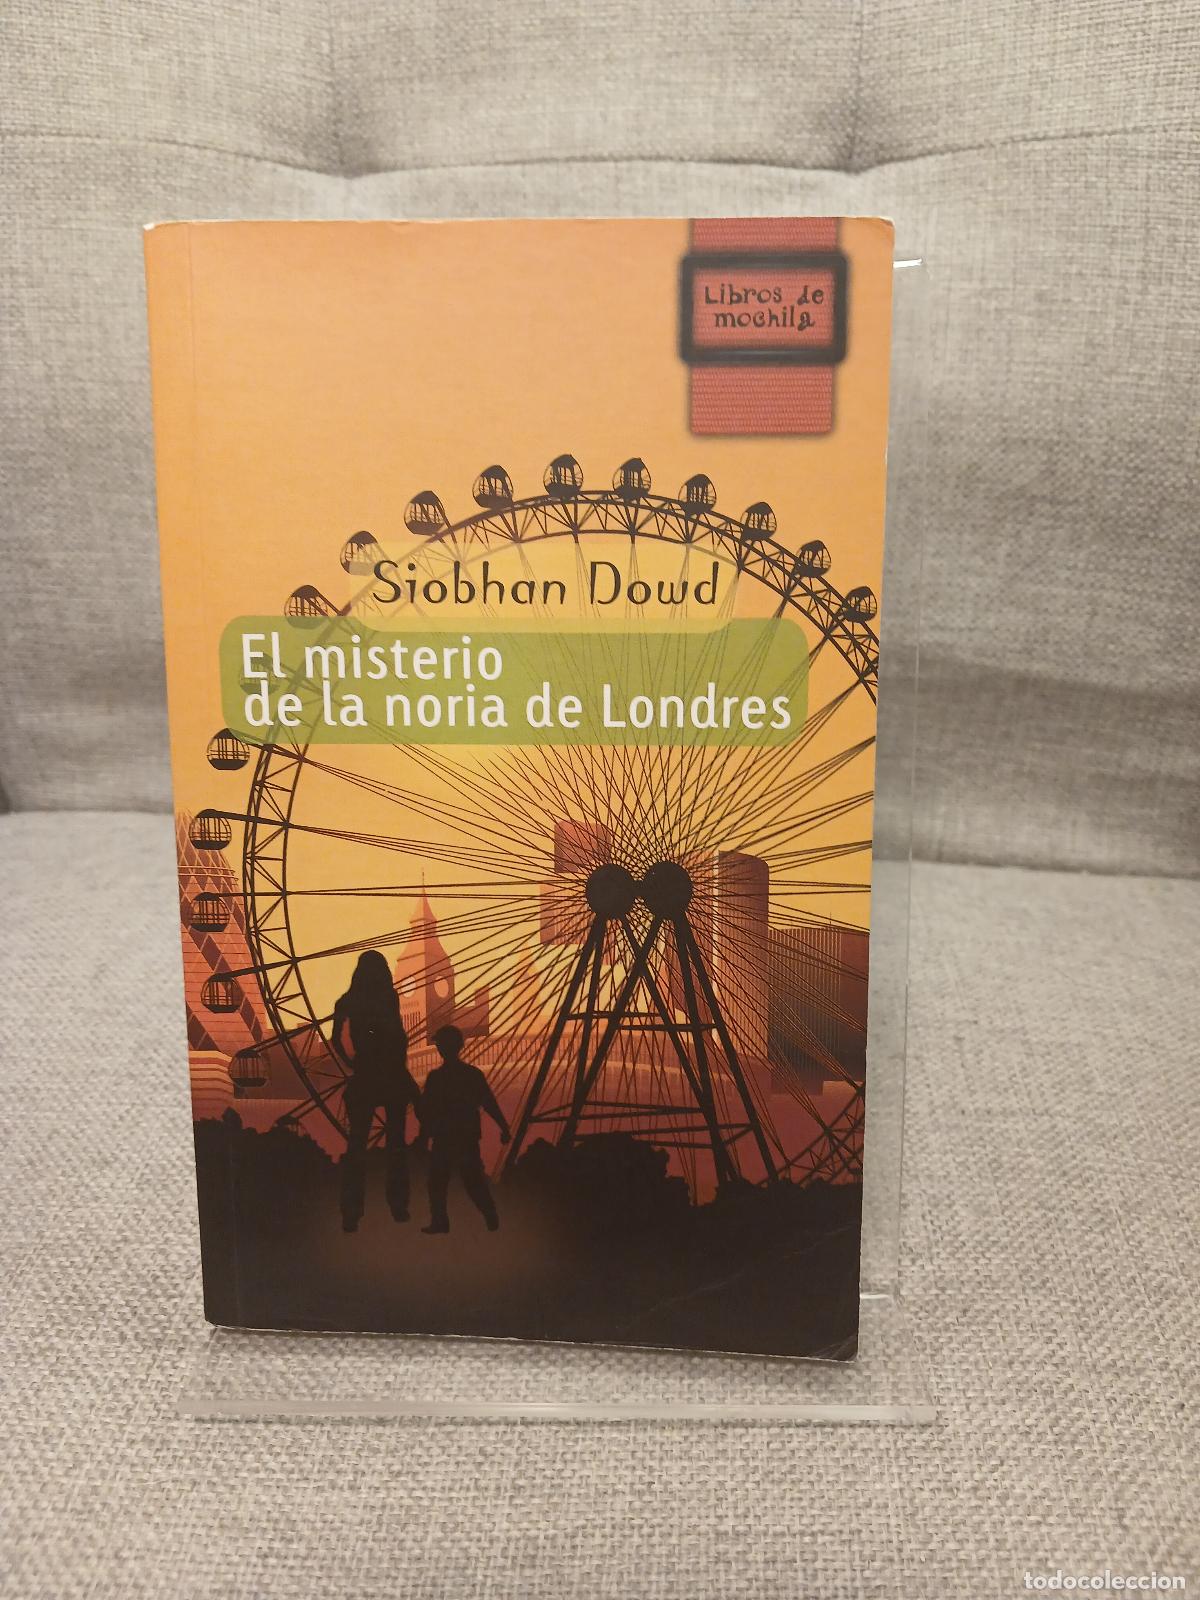 Libros de
mochila
Siobhan Dowd
El misterio
de la noria de Londres
todocoleccion